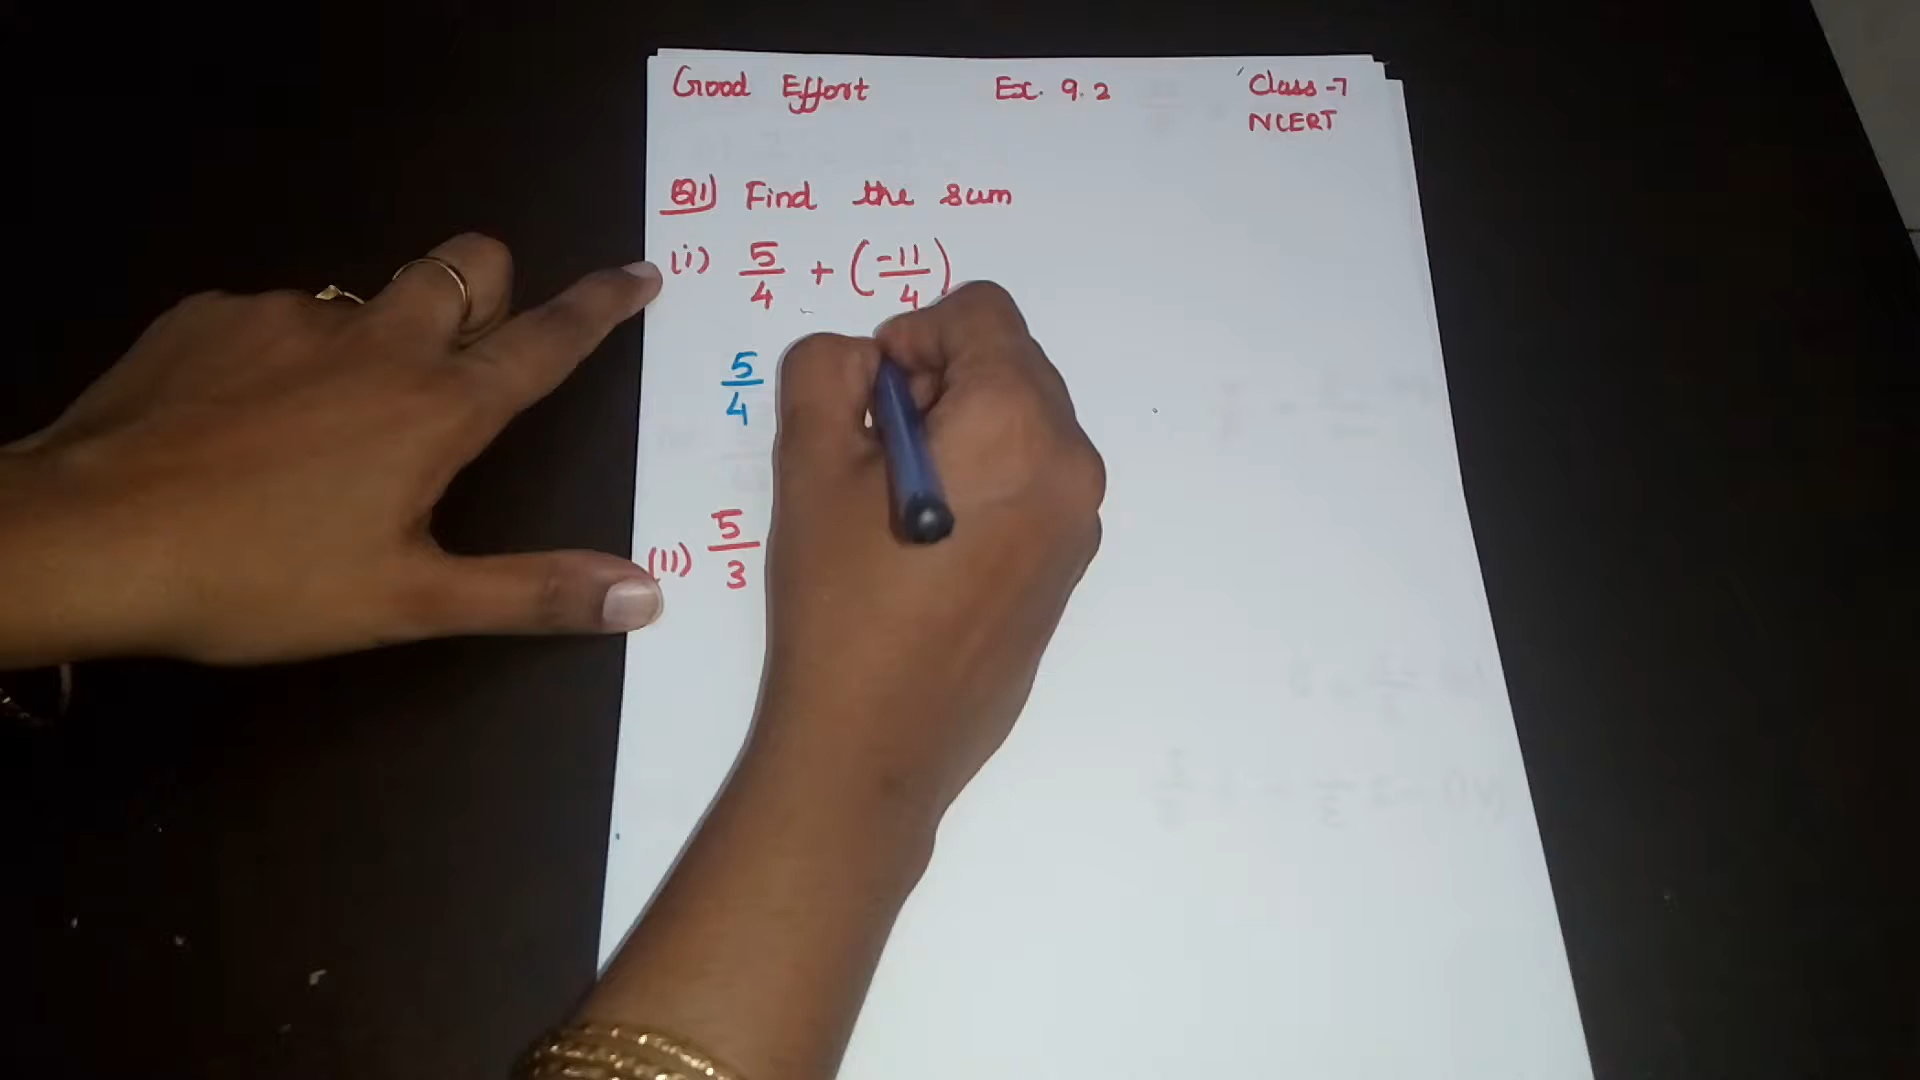 Good Effort Ex. 9.2 Class-7
NCERT
Q1) Find the sum
(i) 5/4 + (-11/4)
5/4
(ii) 5/3